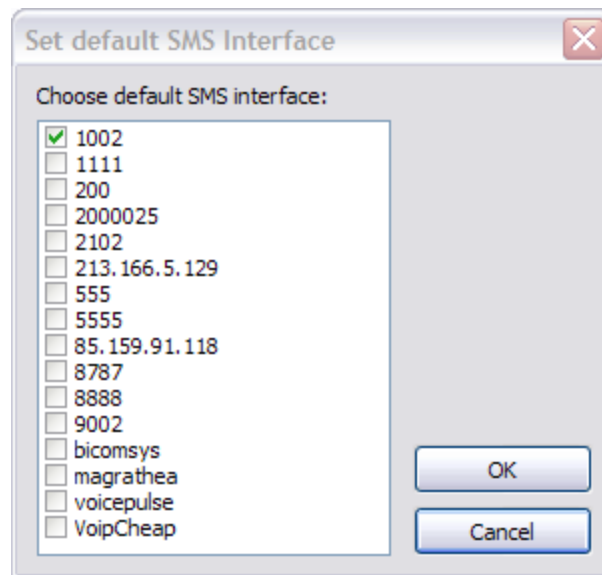 Set default SMS Interface
Choose default SMS interface:
1002
1111
200
2000025
2102
213.166.5.129
555
5555
85.159.91.118
8787
8888
9002
bicomsys
magrathea
voicepulse
VoipCheap
OK
Cancel